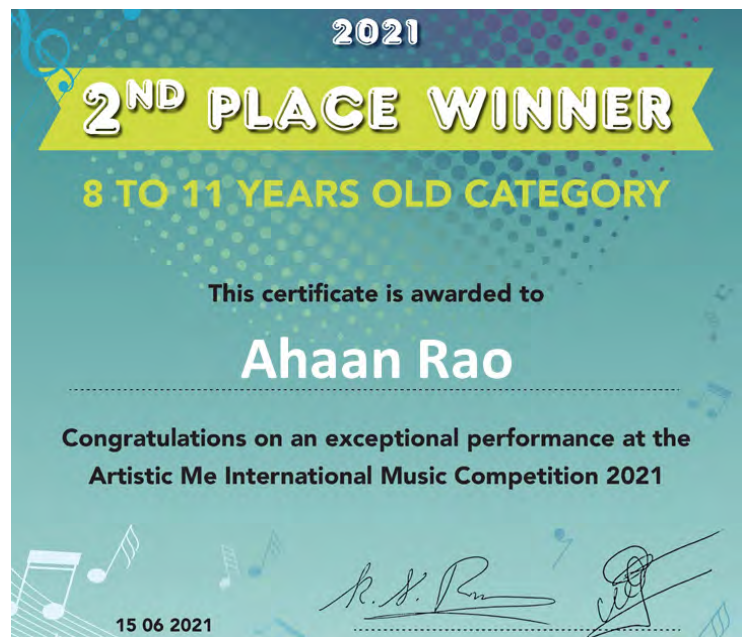 2021
2ND PLACE WINNER
8 TO 11 YEARS OLD CATEGORY
This certificate is awarded to
Ahaan Rao
Congratulations on an exceptional performance at the
Artistic Me International Music Competition 2021
15 06 2021